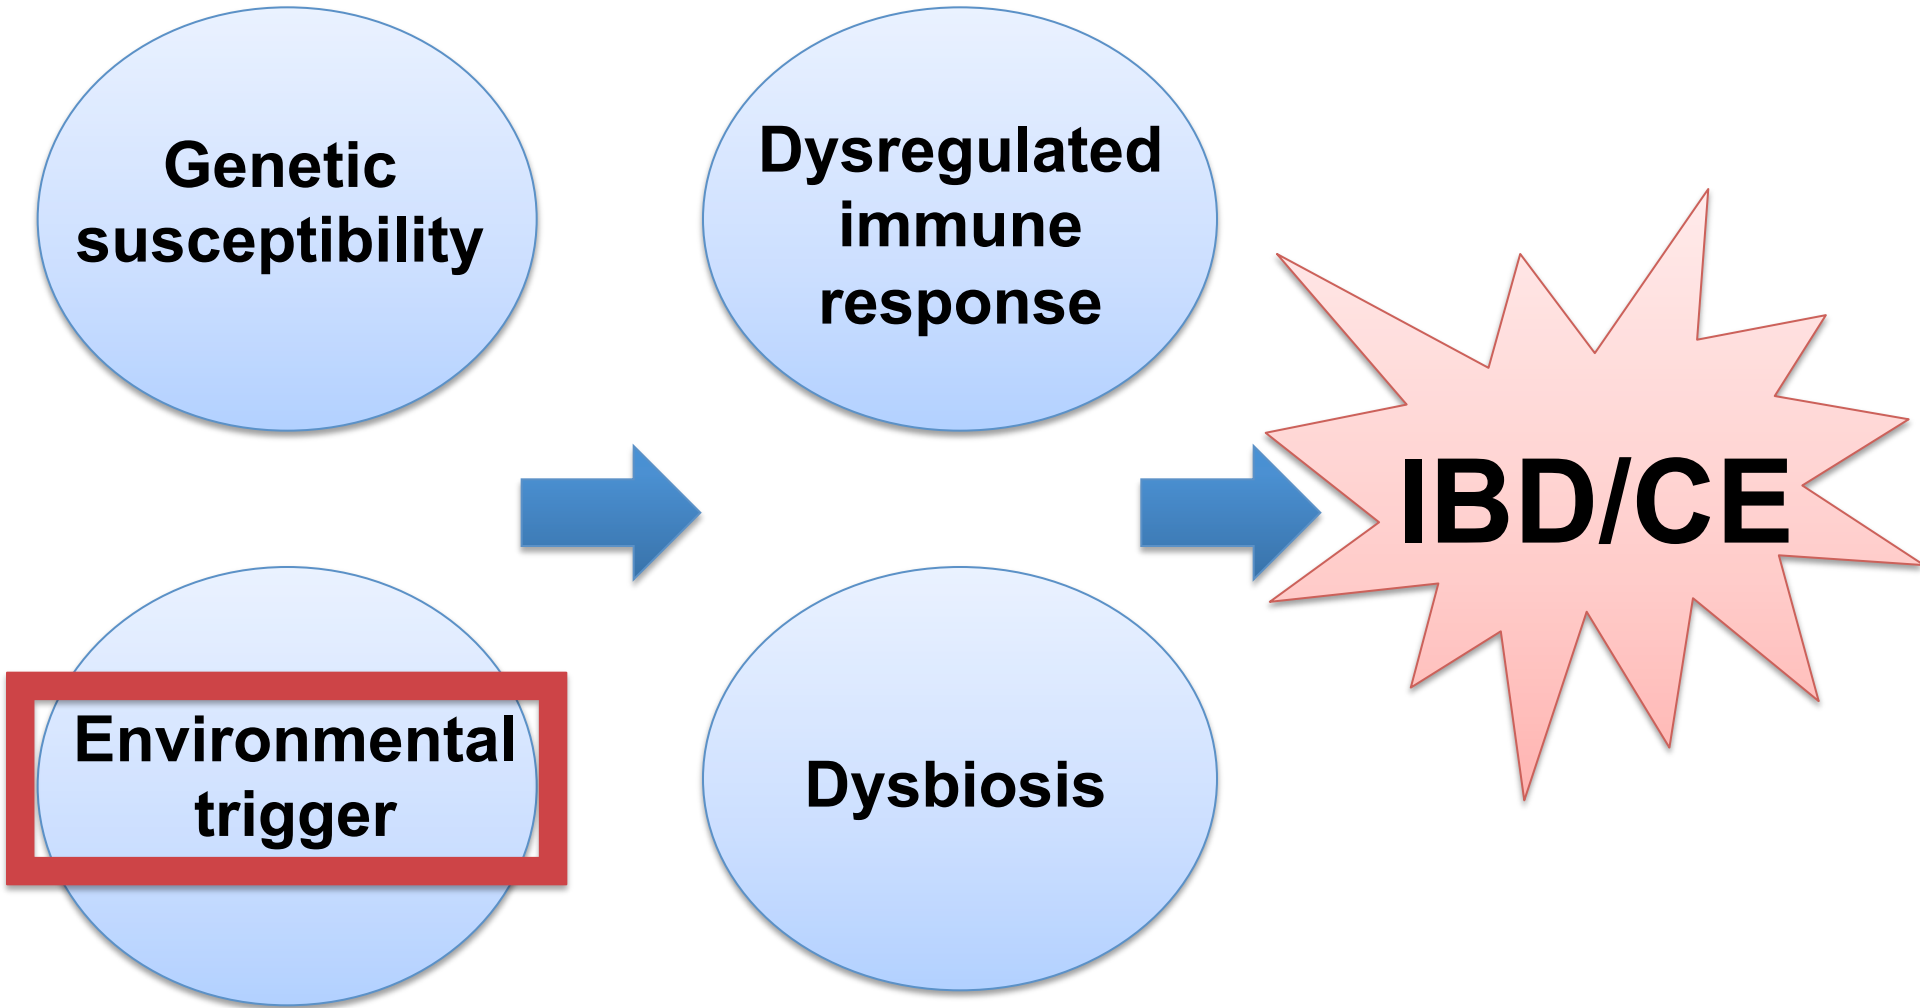 Genetic
susceptibility
Dysregulated
immune
response
IBD/CE
Environmental
trigger
Dysbiosis